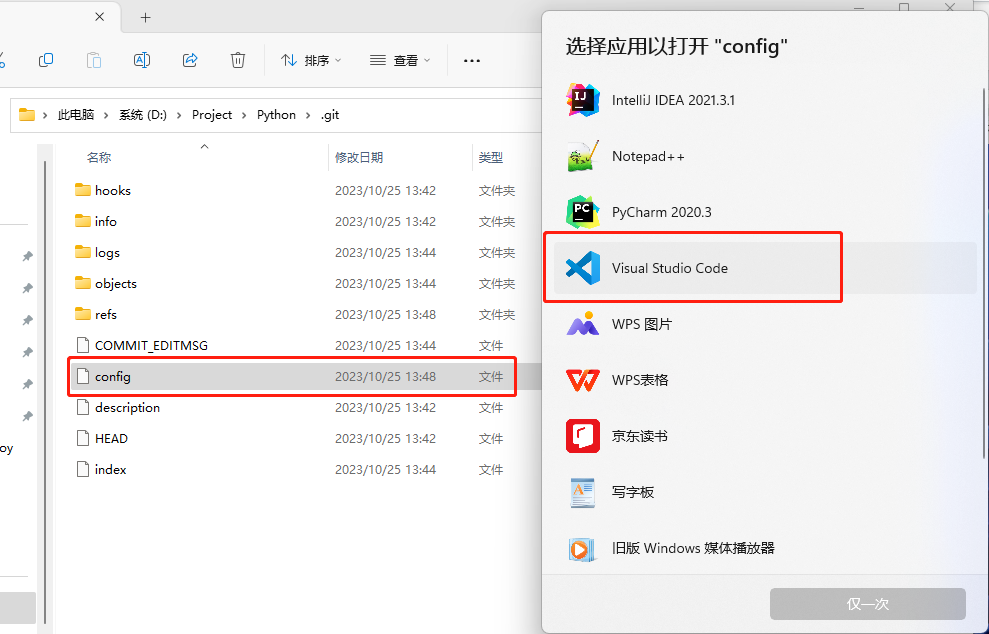 排序
查看
此电脑 > 系统 (D:) > Project > Python > .git
名称 修改日期 类型
hooks 2023/10/25 13:42 文件夹
info 2023/10/25 13:42 文件夹
logs 2023/10/25 13:44 文件夹
objects 2023/10/25 13:44 文件夹
refs 2023/10/25 13:48 文件夹
COMMIT_EDITMSG 2023/10/25 13:44 文件
config 2023/10/25 13:48 文件
description 2023/10/25 13:42 文件
HEAD 2023/10/25 13:42 文件
index 2023/10/25 13:44 文件
oy
选择应用以打开 "config"
IntelliJ IDEA 2021.3.1
Notepad++
PyCharm 2020.3
Visual Studio Code
WPS 图片
WPS表格
京东读书
写字板
旧版 Windows 媒体播放器
仅一次